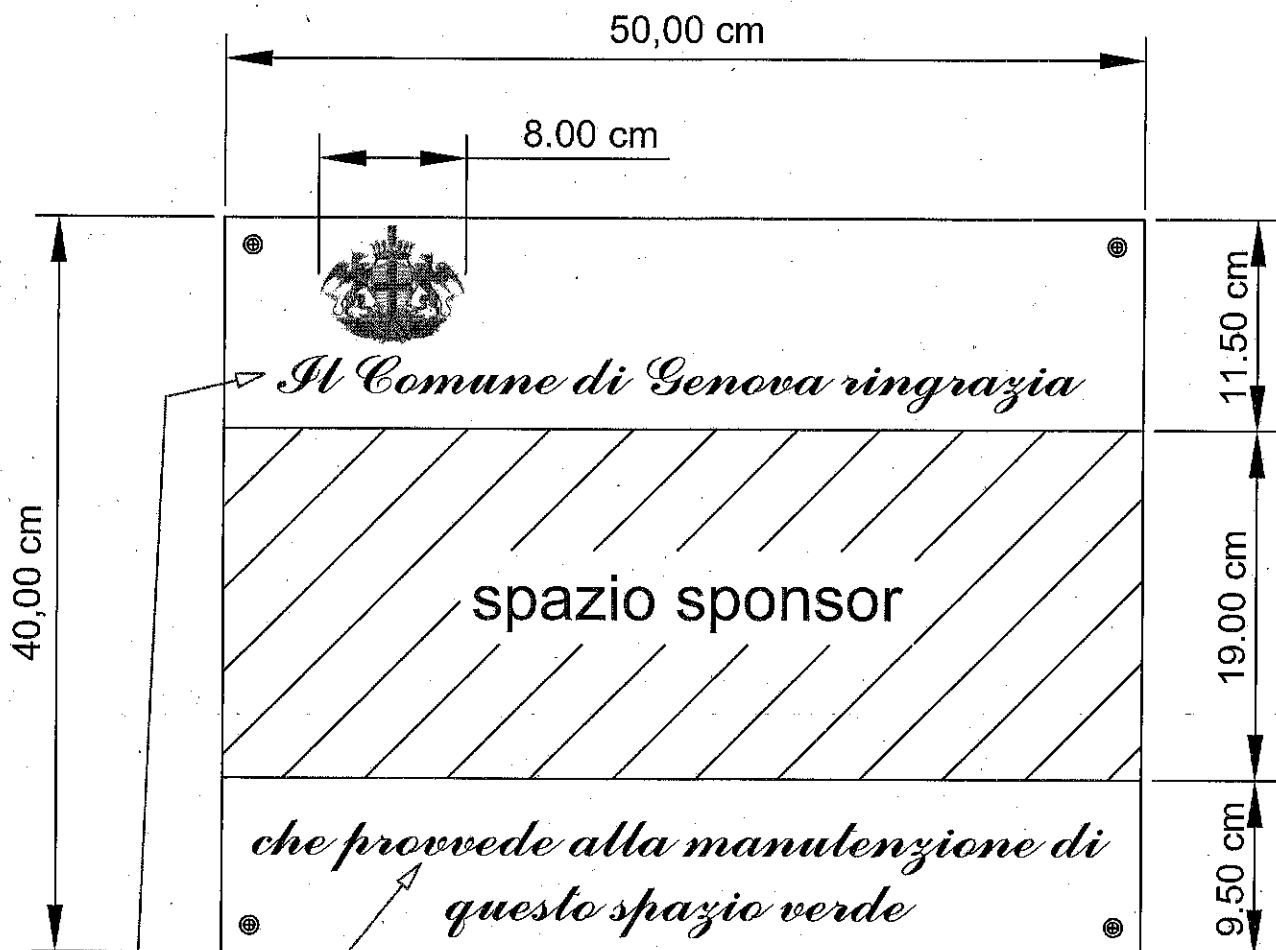 50,00 cm
8.00 cm
11.50 cm
Il Comune di Genova ringrazia
40,00 cm
spazio sponsor
19.00 cm
che provvede alla manutenzione di
questo spazio verde
9.50 cm